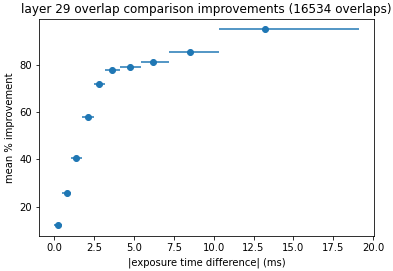 layer 29 overlap comparison improvements (16534 overlaps)
mean % improvement
80
60
40
20
0.0 2.5 5.0 7.5 10.0 12.5 15.0 17.5 20.0
|exposure time difference| (ms)